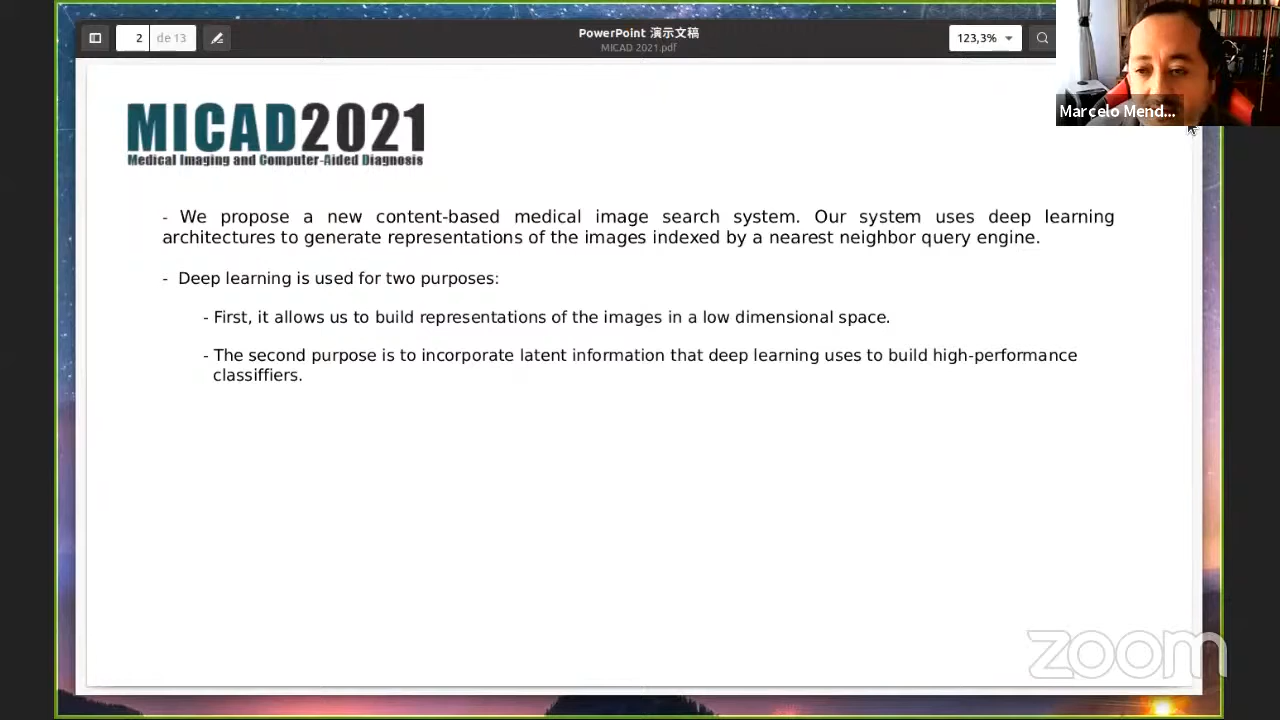 2 de 13
PowerPoint 演示文稿
MICAD 2021.pdf
123,3%
Marcelo Mend...
MICAD2021
Medical Imaging and Computer-Aided Diagnosis
- We propose a new content-based medical image search system. Our system uses deep learning
architectures to generate representations of the images indexed by a nearest neighbor query engine.
- Deep learning is used for two purposes:
- First, it allows us to build representations of the images in a low dimensional space.
- The second purpose is to incorporate latent information that deep learning uses to build high-performance
classiffiers.
zoom